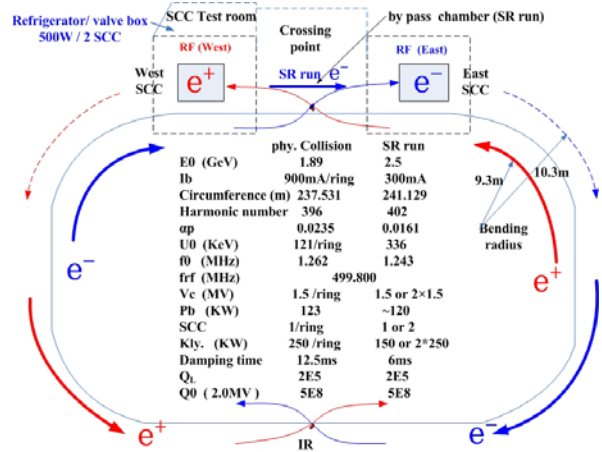 Refrigerator/ valve box
500W / 2 SCC
SCC Test room
Crossing
point
by pass chamber (SR run)
RF (West)
RF (East)
West
SCC
e+
SR run e−
e−
East
SCC
phy. Collision SR run
E0 (GeV) 1.89 2.5
Ib 900mA/ring 300mA
Circumference (m) 237.531 241.129
Harmonic number 396 402
αp 0.0235 0.0161
U0 (KeV) 121/ring 336
f0 (MHz) 1.262 1.243
frf (MHz) 499.800
Vc (MV) 1.5 /ring 1.5 or 2×1.5
Pb (KW) 123 ~120
SCC 1/ring 1 or 2
Kly. (KW) 250 /ring 150 or 2*250
Damping time 12.5ms 6ms
QL 2E5 2E5
Q0 ( 2.0MV ) 5E8 5E8
9.3m
10.3m
Bending
radius
e−
e+
e+
e−
IR